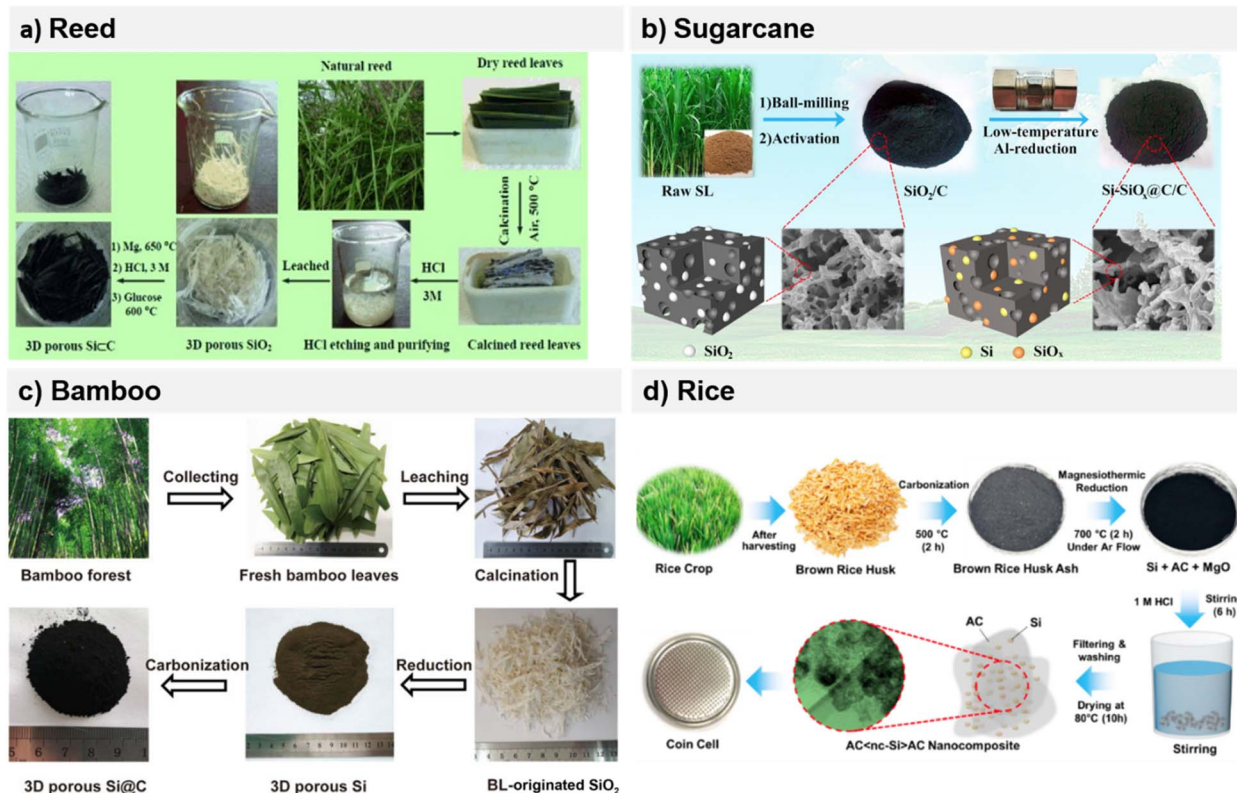 a) Reed
Natural reed
Dry reed leaves
Calcination
Air, 500 °C
1) Mg, 650 °C
2) HCl, 3 M
3) Glucose
600 °C
Leached
HCl
3M
3D porous Si⊂C
3D porous SiO₂
HCl etching and purifying
Calcined reed leaves
b) Sugarcane
1)Ball-milling
2)Activation
Low-temperature
Al-reduction
Raw SL
SiO₂/C
Si-SiOₓ@C/C
SiO₂
Si
SiOₓ
c) Bamboo
Collecting
Leaching
Bamboo forest
Fresh bamboo leaves
Calcination
Carbonization
Reduction
3D porous Si@C
3D porous Si
BL-originated SiO₂
d) Rice
After
harvesting
Carbonization
500 °C
(2 h)
Magnesiothermic
Reduction
700 °C (2 h)
Under Ar Flow
Rice Crop
Brown Rice Husk
Brown Rice Husk Ash
Si + AC + MgO
1 M HCl
Stirrin
(6 h)
AC
Si
Filtering &
washing
Drying at
80°C (10h)
Coin Cell
AC<nc-Si>AC Nanocomposite
Stirring